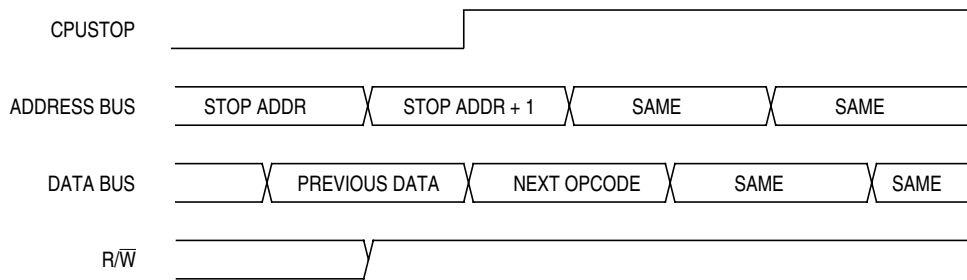 CPUSTOP
ADDRESS BUS STOP ADDR STOP ADDR + 1 SAME SAME
DATA BUS PREVIOUS DATA NEXT OPCODE SAME SAME
R/W̅